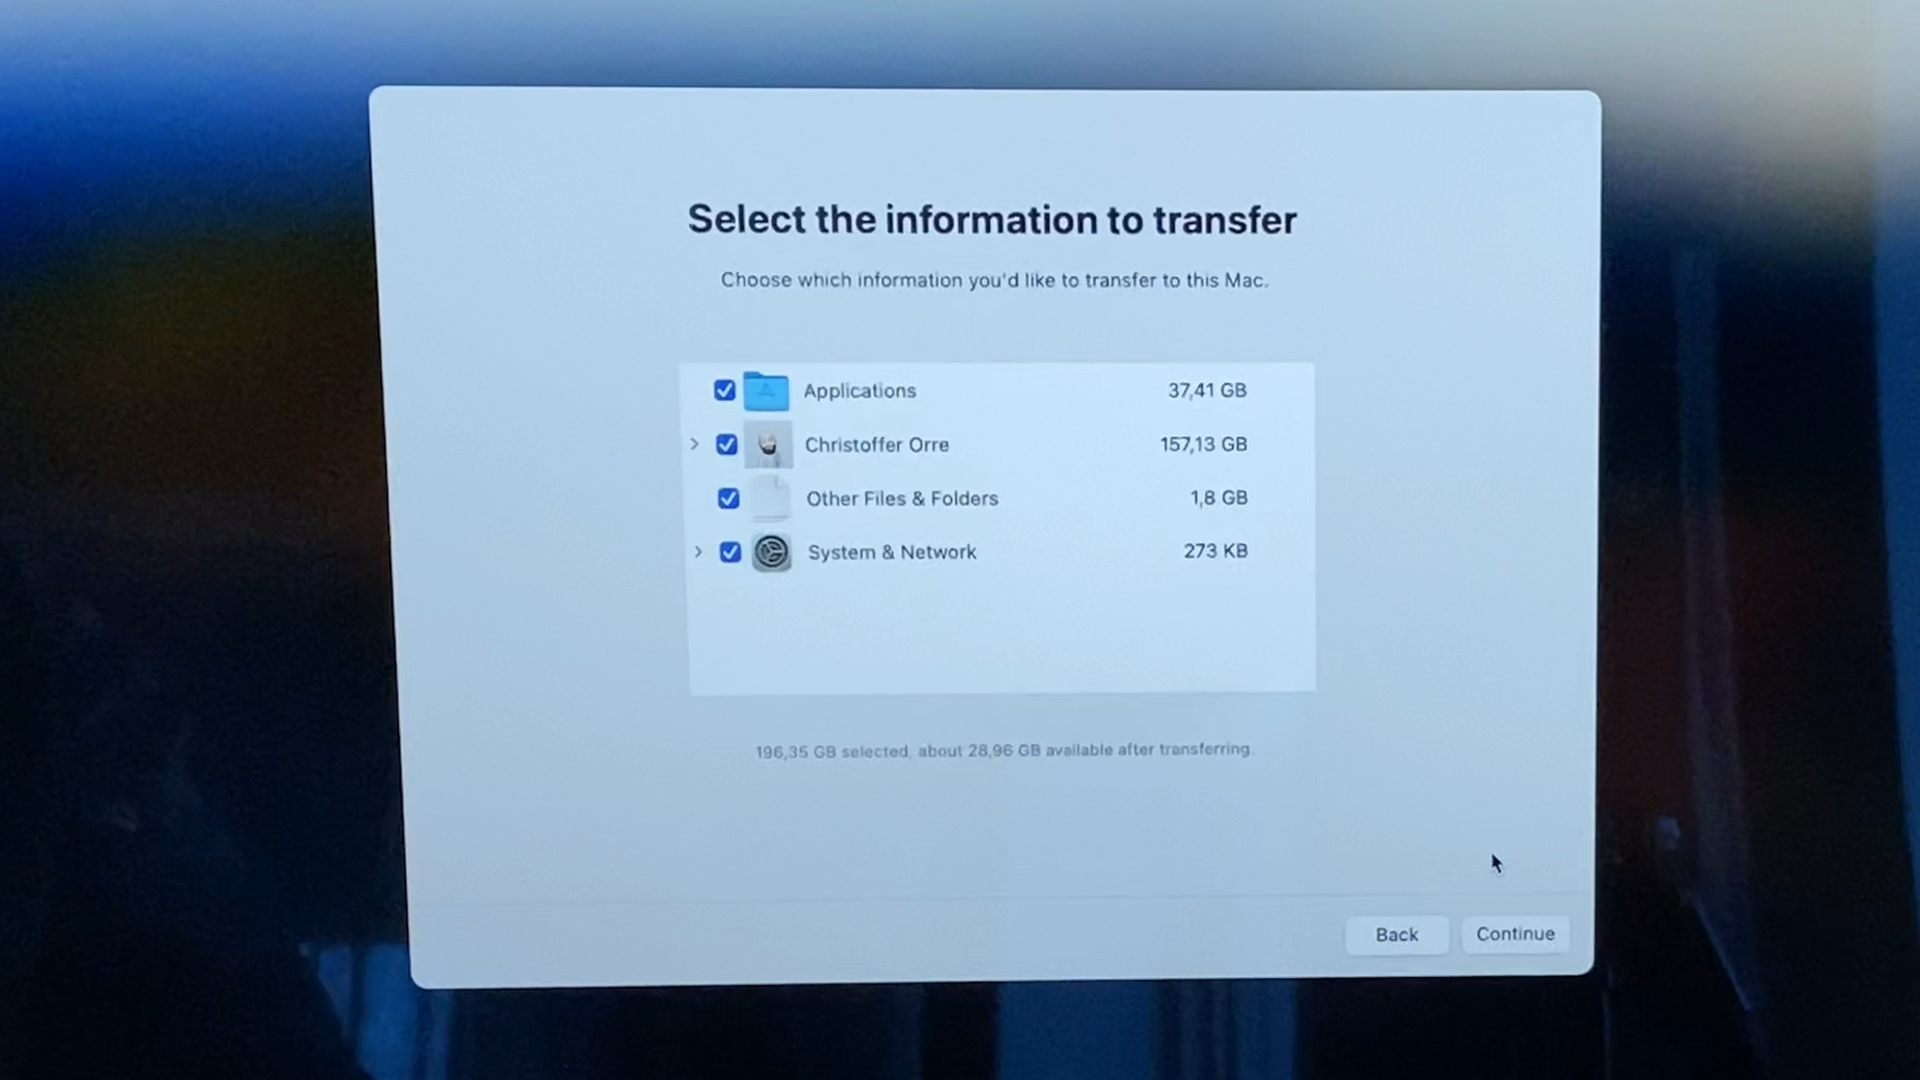 Select the information to transfer
Choose which information you'd like to transfer to this Mac.
Applications 37,41 GB
Christoffer Orre 157,13 GB
Other Files & Folders 1,8 GB
System & Network 273 KB
196,35 GB selected, about 28,96 GB available after transferring.
Back Continue